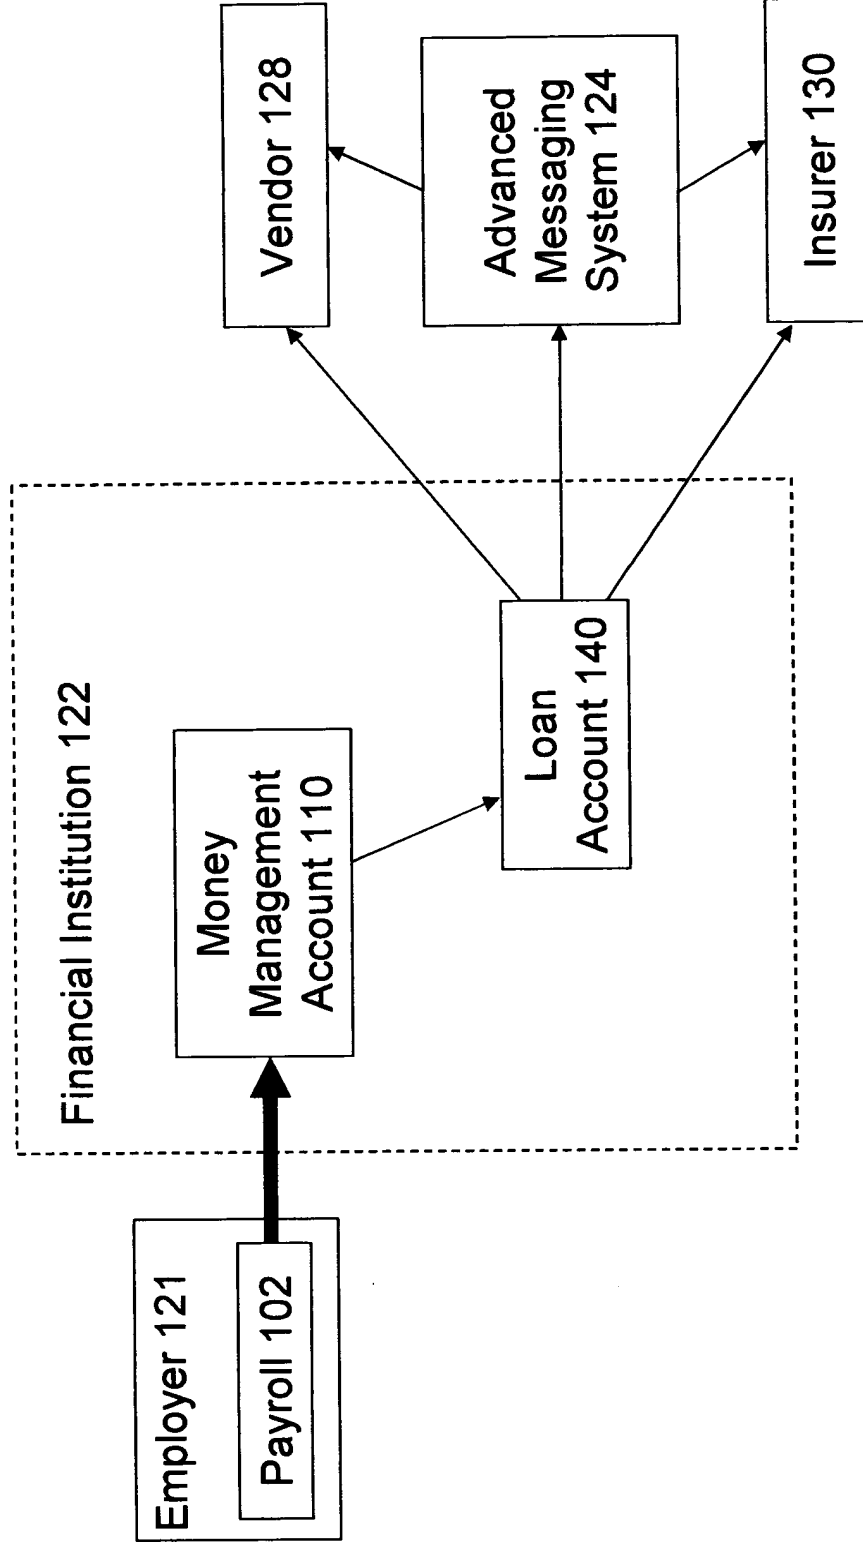 Employer 121
Payroll 102
Financial Institution 122
Money
Management
Account 110
Loan
Account 140
Vendor 128
Advanced
Messaging
System 124
Insurer 130